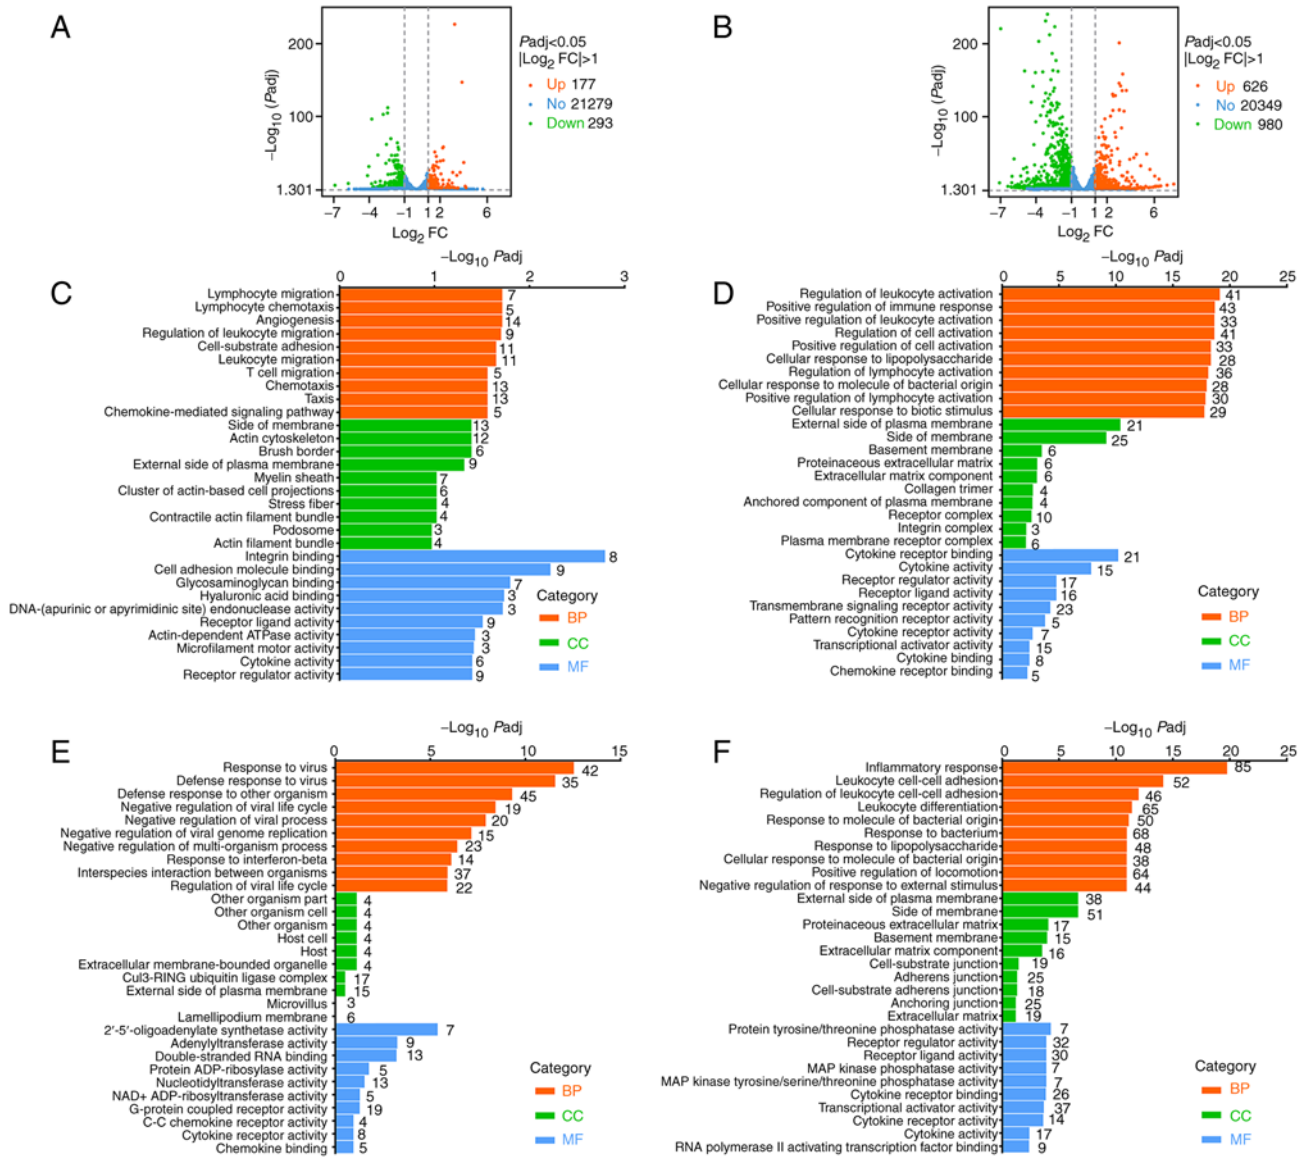 A
200
100
1.301
−Log10 (Padj)
−7 −4 −1 1 2 6
Log2 FC
Padj<0.05
|Log2 FC|>1
Up 177
No 21279
Down 293
B
200
100
1.301
−Log10 (Padj)
−7 −4 −1 1 2 6
Log2 FC
Padj<0.05
|Log2 FC|>1
Up 626
No 20349
Down 980
C
−Log10 Padj
0 1 2 3
Lymphocyte migration 7
Lymphocyte chemotaxis 5
Angiogenesis 14
Regulation of leukocyte migration 9
Cell-substrate adhesion 11
Leukocyte migration 11
T cell migration 5
Chemotaxis 13
Taxis 13
Chemokine-mediated signaling pathway 5
Side of membrane 13
Actin cytoskeleton 12
Brush border 6
External side of plasma membrane 9
Myelin sheath 7
Cluster of actin-based cell projections 6
Stress fiber 4
Contractile actin filament bundle 4
Podosome 3
Actin filament bundle 4
Integrin binding 8
Cell adhesion molecule binding 9
Glycosaminoglycan binding 7
Hyaluronic acid binding 3
DNA-(apurinic or apyrimidinic site) endonuclease activity 3
Receptor ligand activity 9
Actin-dependent ATPase activity 3
Microfilament motor activity 3
Cytokine activity 6
Receptor regulator activity 9
Category
BP
CC
MF
D
−Log10 Padj
0 5 10 15 20 25
Regulation of leukocyte activation 41
Positive regulation of immune response 43
Positive regulation of leukocyte activation 33
Regulation of cell activation 41
Positive regulation of cell activation 33
Cellular response to lipopolysaccharide 28
Regulation of lymphocyte activation 36
Cellular response to molecule of bacterial origin 28
Positive regulation of lymphocyte activation 30
Cellular response to biotic stimulus 29
External side of plasma membrane 21
Side of membrane 25
Basement membrane 6
Proteinaceous extracellular matrix 6
Extracellular matrix component 6
Collagen trimer 4
Anchored component of plasma membrane 4
Receptor complex 10
Integrin complex 3
Plasma membrane receptor complex 6
Cytokine receptor binding 21
Cytokine activity 15
Receptor regulator activity 17
Receptor ligand activity 16
Transmembrane signaling receptor activity 23
Pattern recognition receptor activity 5
Cytokine receptor activity 7
Transcriptional activator activity 15
Cytokine binding 8
Chemokine receptor binding 5
Category
BP
CC
MF
E
−Log10 Padj
0 5 10 15
Response to virus 42
Defense response to virus 35
Defense response to other organism 45
Negative regulation of viral life cycle 19
Negative regulation of viral process 20
Negative regulation of viral genome replication 15
Negative regulation of multi-organism process 23
Response to interferon-beta 14
Interspecies interaction between organisms 37
Regulation of viral life cycle 22
Other organism part 4
Other organism cell 4
Other organism 4
Host cell 4
Host 4
Extracellular membrane-bounded organelle 4
Cul3-RING ubiquitin ligase complex 17
External side of plasma membrane 15
Microvillus 3
Lamellipodium membrane 6
2′-5′-oligoadenylate synthetase activity 7
Adenylyltransferase activity 9
Double-stranded RNA binding 13
Protein ADP-ribosylase activity 5
Nucleotidyltransferase activity 13
NAD+ ADP-ribosyltransferase activity 5
G-protein coupled receptor activity 19
C-C chemokine receptor activity 4
Cytokine receptor activity 8
Chemokine binding 5
Category
BP
CC
MF
F
−Log10 Padj
0 5 10 15 20 25
Inflammatory response 85
Leukocyte cell-cell adhesion 52
Regulation of leukocyte cell-cell adhesion 46
Leukocyte differentiation 65
Response to molecule of bacterial origin 50
Response to bacterium 68
Response to lipopolysaccharide 48
Cellular response to molecule of bacterial origin 38
Positive regulation of locomotion 64
Negative regulation of response to external stimulus 44
External side of plasma membrane 38
Side of membrane 51
Proteinaceous extracellular matrix 17
Basement membrane 15
Extracellular matrix component 16
Cell-substrate junction 19
Adherens junction 25
Cell-substrate adherens junction 18
Anchoring junction 25
Extracellular matrix 19
Protein tyrosine/threonine phosphatase activity 7
Receptor regulator activity 32
Receptor ligand activity 30
MAP kinase phosphatase activity 7
MAP kinase tyrosine/serine/threonine phosphatase activity 7
Cytokine receptor binding 26
Transcriptional activator activity 37
Cytokine receptor activity 14
Cytokine activity 17
RNA polymerase II activating transcription factor binding 9
Category
BP
CC
MF